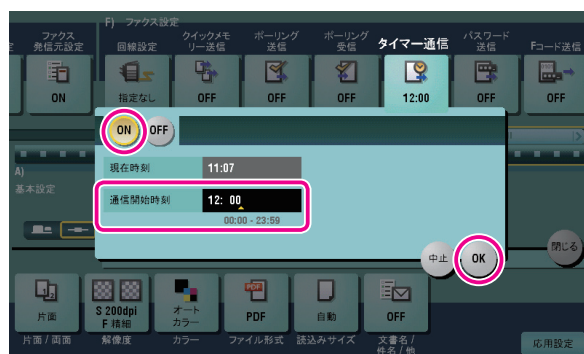 F) ファクス設定
ファクス
発信元設定
回線設定
クイックメモ
リー送信
ポーリング
送信
ポーリング
受信
タイマー通信
パスワード
送信
Fコード送信
ON
指定なし
OFF
OFF
OFF
12:00
OFF
OFF
ON
OFF
A)
基本設定
現在時刻
11:07
通信開始時刻
12: 00
00:00 - 23:59
中止
OK
閉じる
片面
S 200dpi
F 精細
オート
カラー
PDF
自動
OFF
片面 / 両面
解像度
カラー
ファイル形式
読込みサイズ
文書名 /
件名 / 他
応用設定